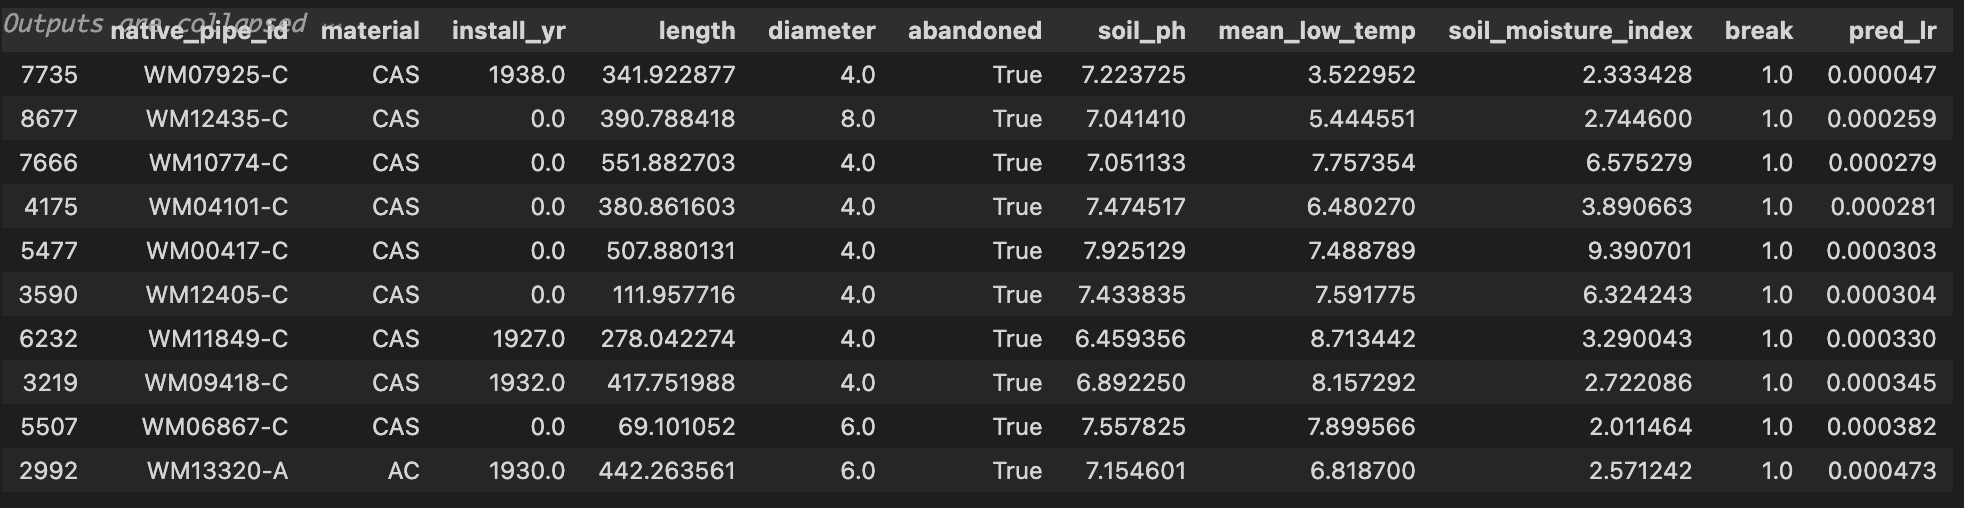 Outputs are collapsed ...
native_pipe_id material install_yr length diameter abandoned soil_ph mean_low_temp soil_moisture_index break pred_lr
7735 WM07925-C CAS 1938.0 341.922877 4.0 True 7.223725 3.522952 2.333428 1.0 0.000047
8677 WM12435-C CAS 0.0 390.788418 8.0 True 7.041410 5.444551 2.744600 1.0 0.000259
7666 WM10774-C CAS 0.0 551.882703 4.0 True 7.051133 7.757354 6.575279 1.0 0.000279
4175 WM04101-C CAS 0.0 380.861603 4.0 True 7.474517 6.480270 3.890663 1.0 0.000281
5477 WM00417-C CAS 0.0 507.880131 4.0 True 7.925129 7.488789 9.390701 1.0 0.000303
3590 WM12405-C CAS 0.0 111.957716 4.0 True 7.433835 7.591775 6.324243 1.0 0.000304
6232 WM11849-C CAS 1927.0 278.042274 4.0 True 6.459356 8.713442 3.290043 1.0 0.000330
3219 WM09418-C CAS 1932.0 417.751988 4.0 True 6.892250 8.157292 2.722086 1.0 0.000345
5507 WM06867-C CAS 0.0 69.101052 6.0 True 7.557825 7.899566 2.011464 1.0 0.000382
2992 WM13320-A AC 1930.0 442.263561 6.0 True 7.154601 6.818700 2.571242 1.0 0.000473